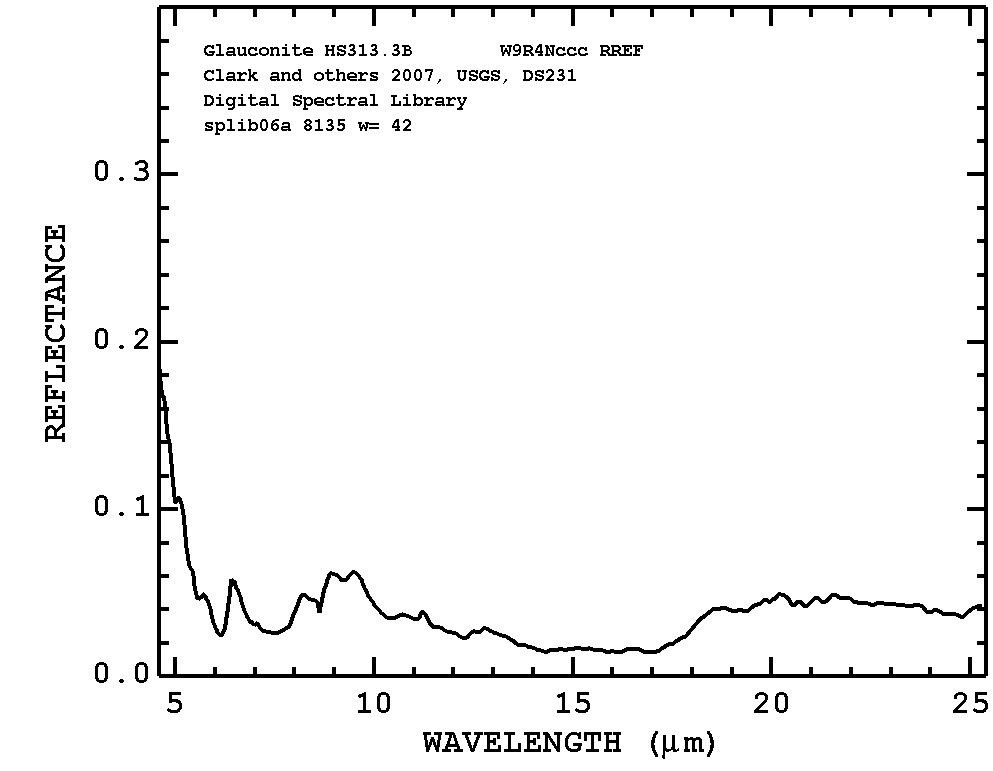 Glauconite HS313.3B W9R4Nccc RREF
Clark and others 2007, USGS, DS231
Digital Spectral Library
splib06a 8135 w= 42
REFLECTANCE
0.3
0.2
0.1
0.0
5 10 15 20 25
WAVELENGTH (μm)